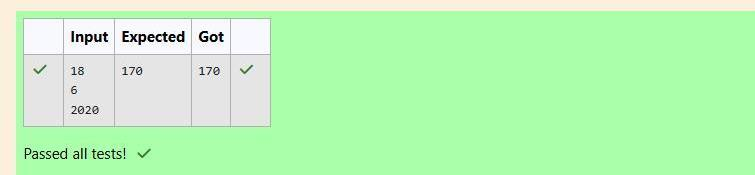 Input Expected Got
18 170 170
6
2020
Passed all tests!